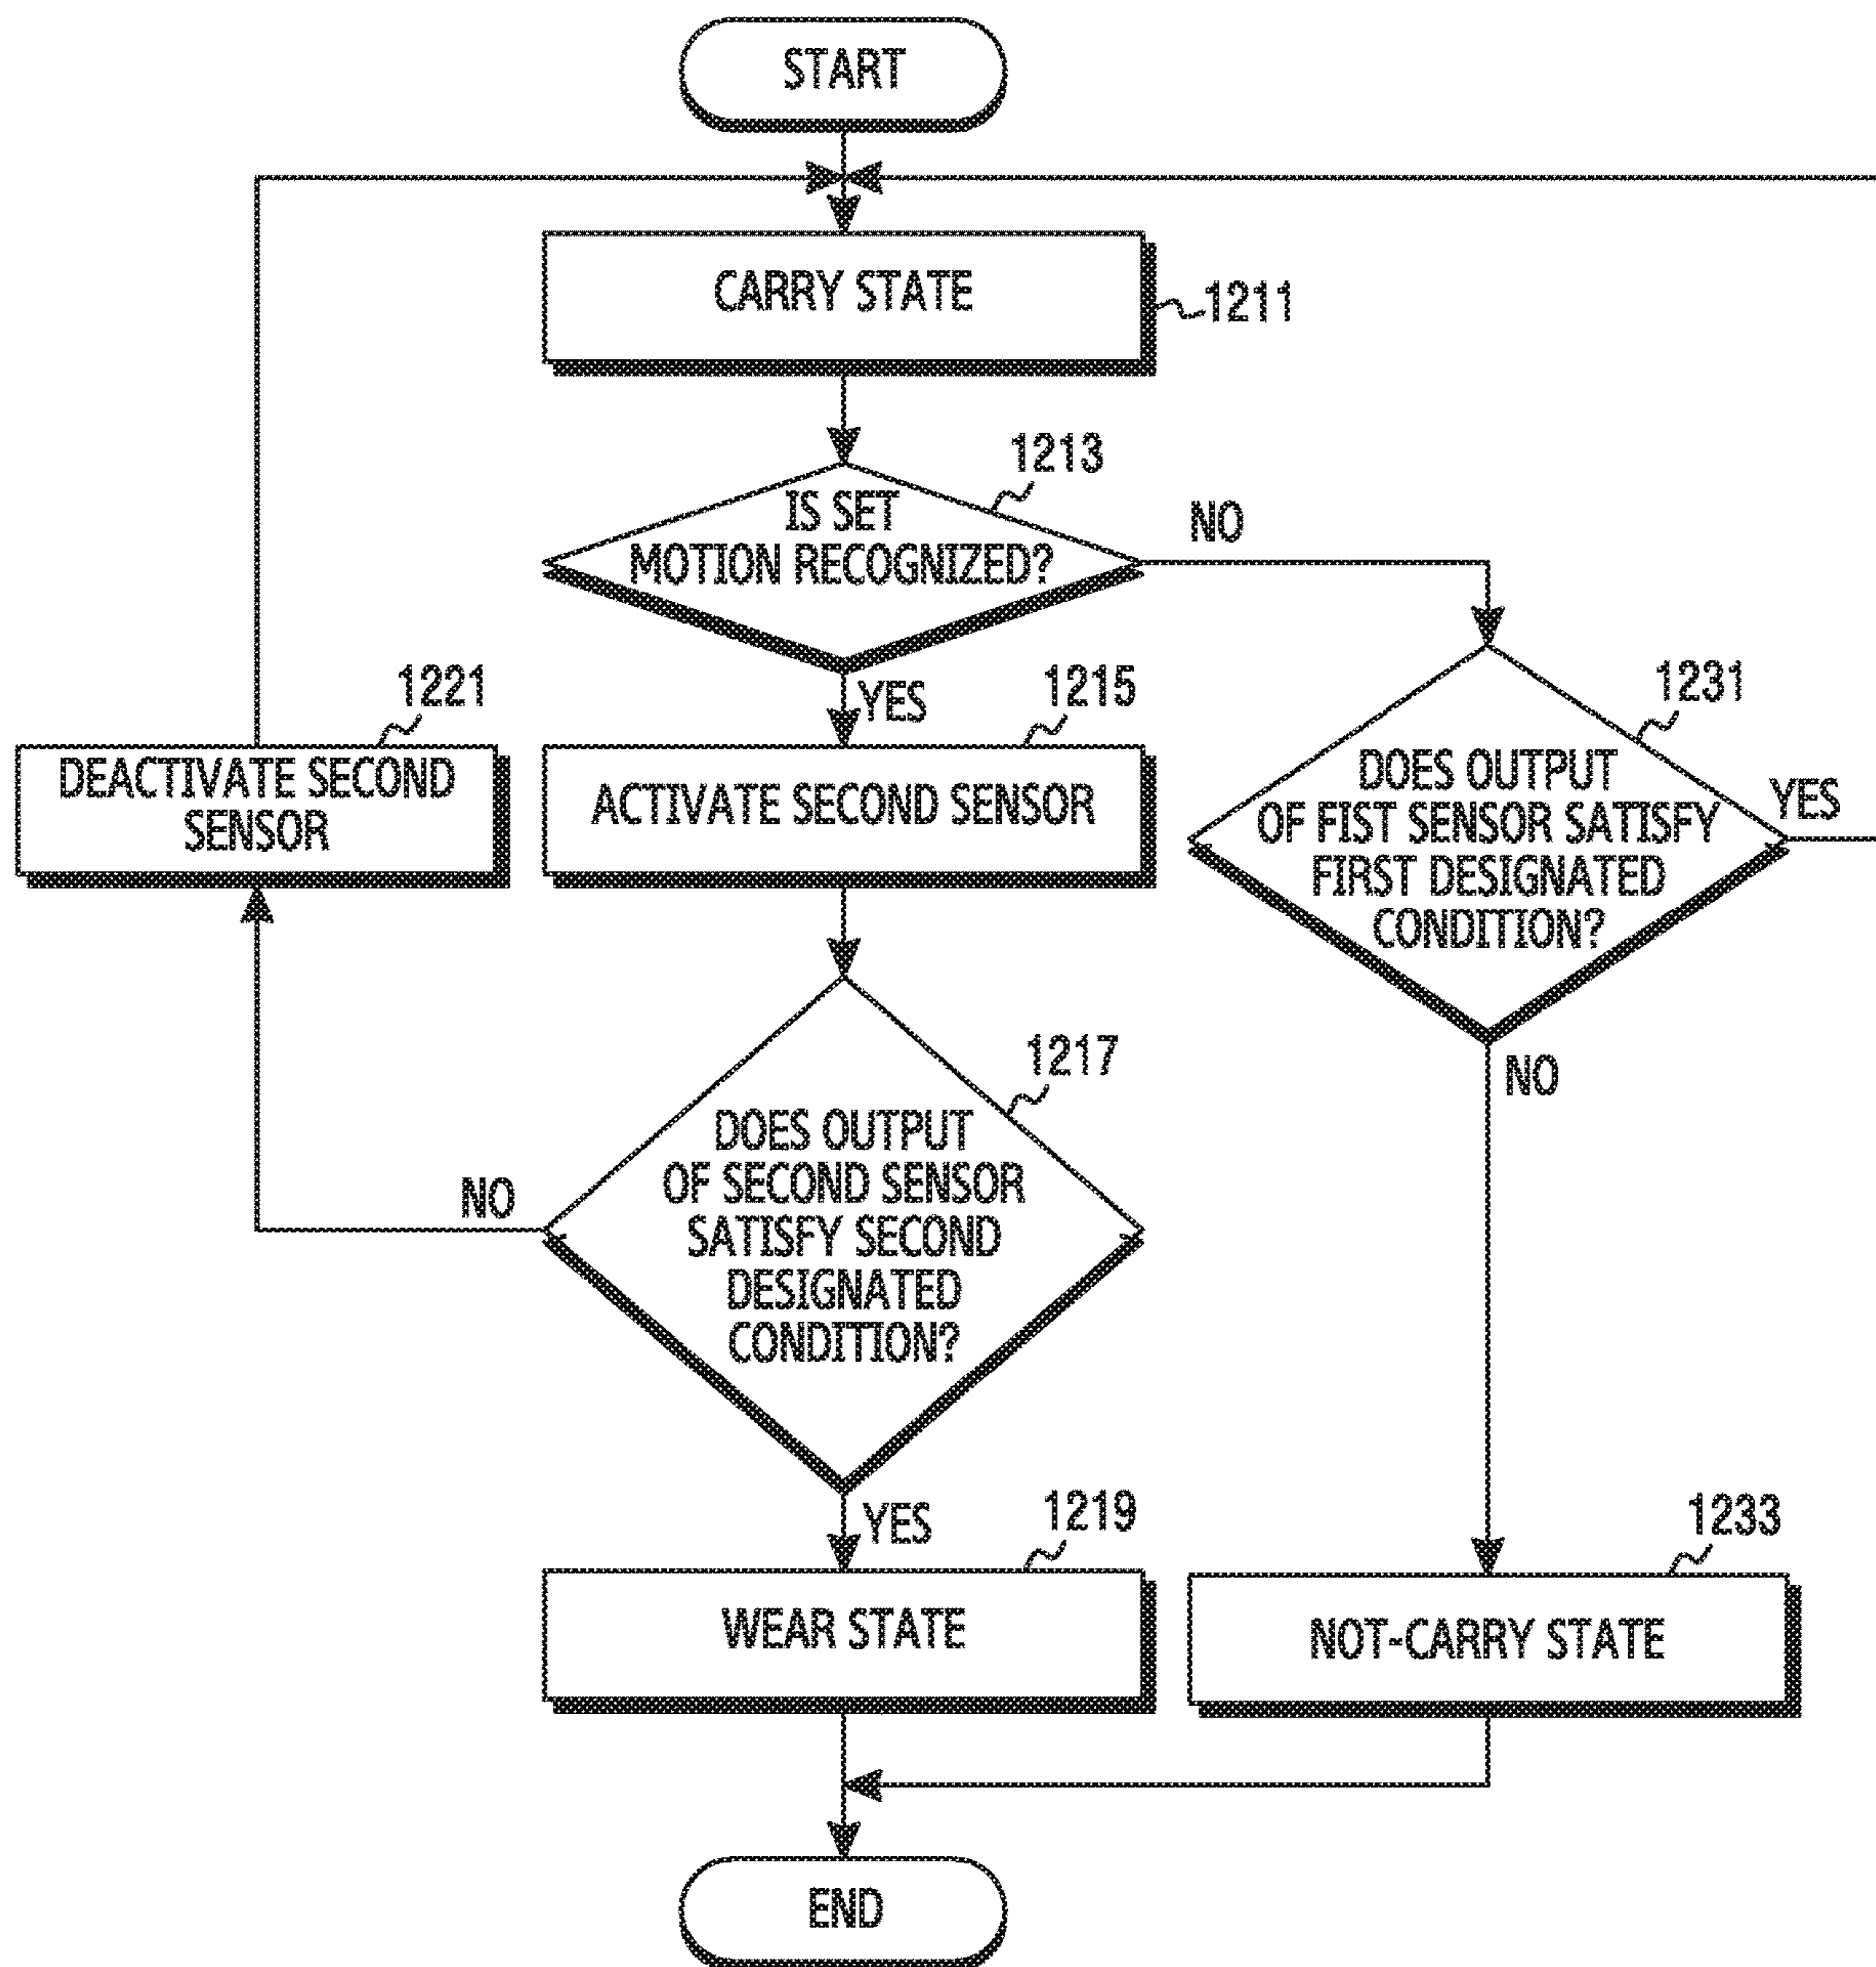 START
CARRY STATE
1211
1213
IS SET
MOTION RECOGNIZED?
NO
YES
1221
DEACTIVATE SECOND
SENSOR
1215
ACTIVATE SECOND SENSOR
1231
DOES OUTPUT
OF FIST SENSOR SATISFY
FIRST DESIGNATED
CONDITION?
YES
NO
1217
DOES OUTPUT
OF SECOND SENSOR
SATISFY SECOND
DESIGNATED
CONDITION?
NO
YES
1219
WEAR STATE
1233
NOT-CARRY STATE
END